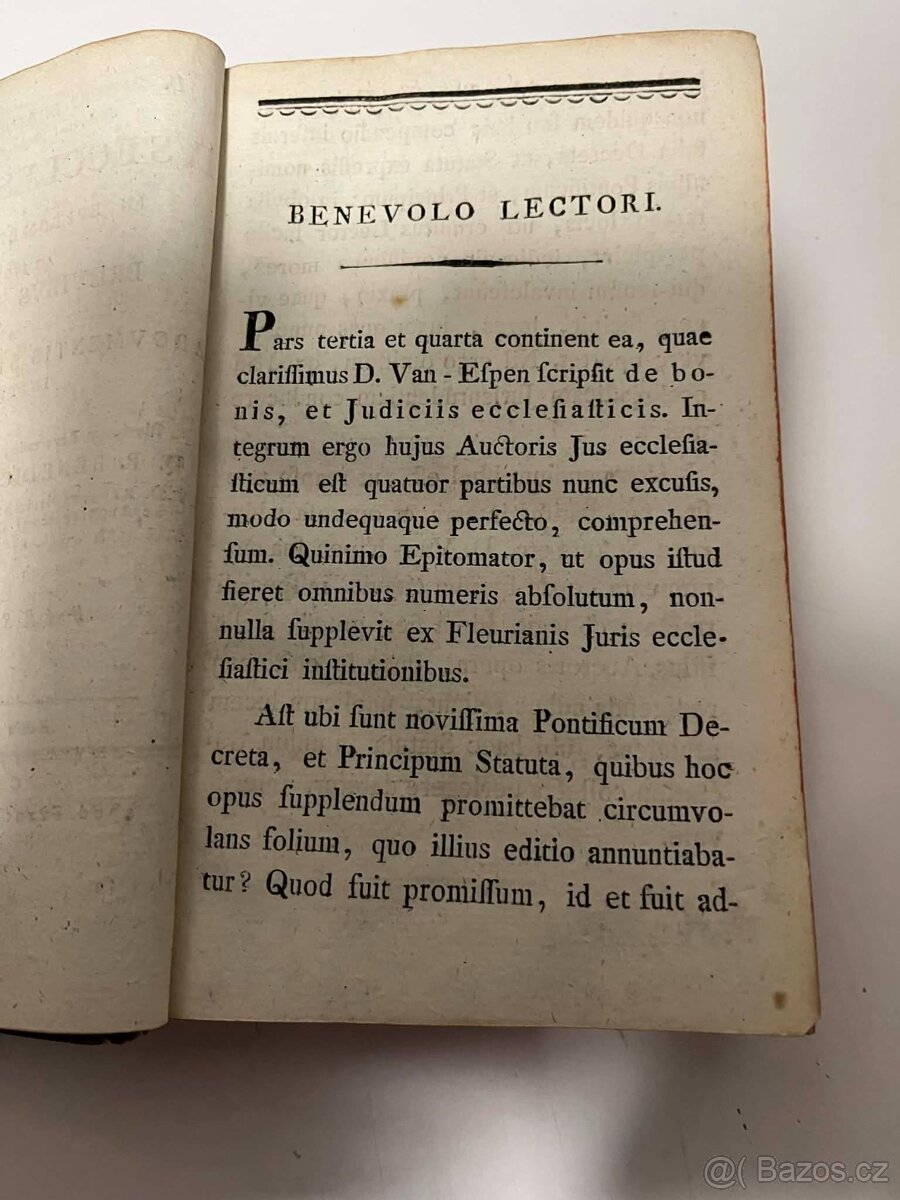 BENEVOLO LECTORI.
Pars tertia et quarta continent ea, quae
clariſſimus D. Van-Eſpen ſcripſit de bo-
nis, et Judiciis eccleſiaſticis. In-
tegrum ergo hujus Auctoris Jus eccleſia-
ſticum eſt quatuor partibus nunc excuſis,
modo undequaque perfecto, comprehen-
ſum. Quinimo Epitomator, ut opus iſtud
fieret omnibus numeris abſolutum, non-
nulla ſupplevit ex Fleurianis Juris eccle-
ſiaſtici inſtitutionibus.
Aſt ubi ſunt noviſſima Pontificum De-
creta, et Principum Statuta, quibus hoc
opus ſupplendum promittebat circumvo-
lans folium, quo illius editio annuntiaba-
tur? Quod fuit promiſſum, id et fuit ad-
@( Bazos.cz